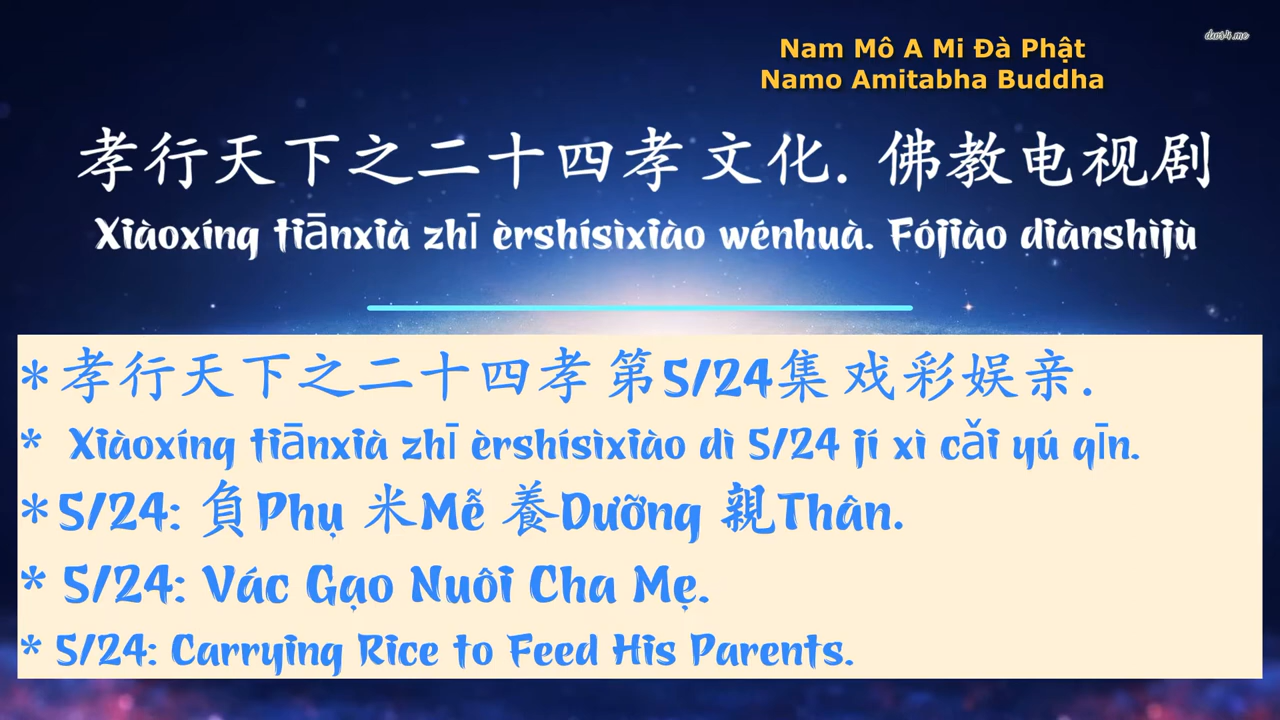 dws4.me
Nam Mô A Mi Đà Phật
Namo Amitabha Buddha
孝行天下之二十四孝文化. 佛教电视剧
Xiàoxíng tiānxià zhī èrshísìxiào wénhuà. Fójiào diànshìjù
* 孝行天下之二十四孝 第5/24集 戏彩娱亲.
* Xiàoxíng tiānxià zhī èrshísìxiào dì 5/24 jí xì cǎi yú qīn.
* 5/24: 負Phụ 米Mễ 養Dưỡng 親Thân.
* 5/24: Vác Gạo Nuôi Cha Mẹ.
* 5/24: Carrying Rice to Feed His Parents.